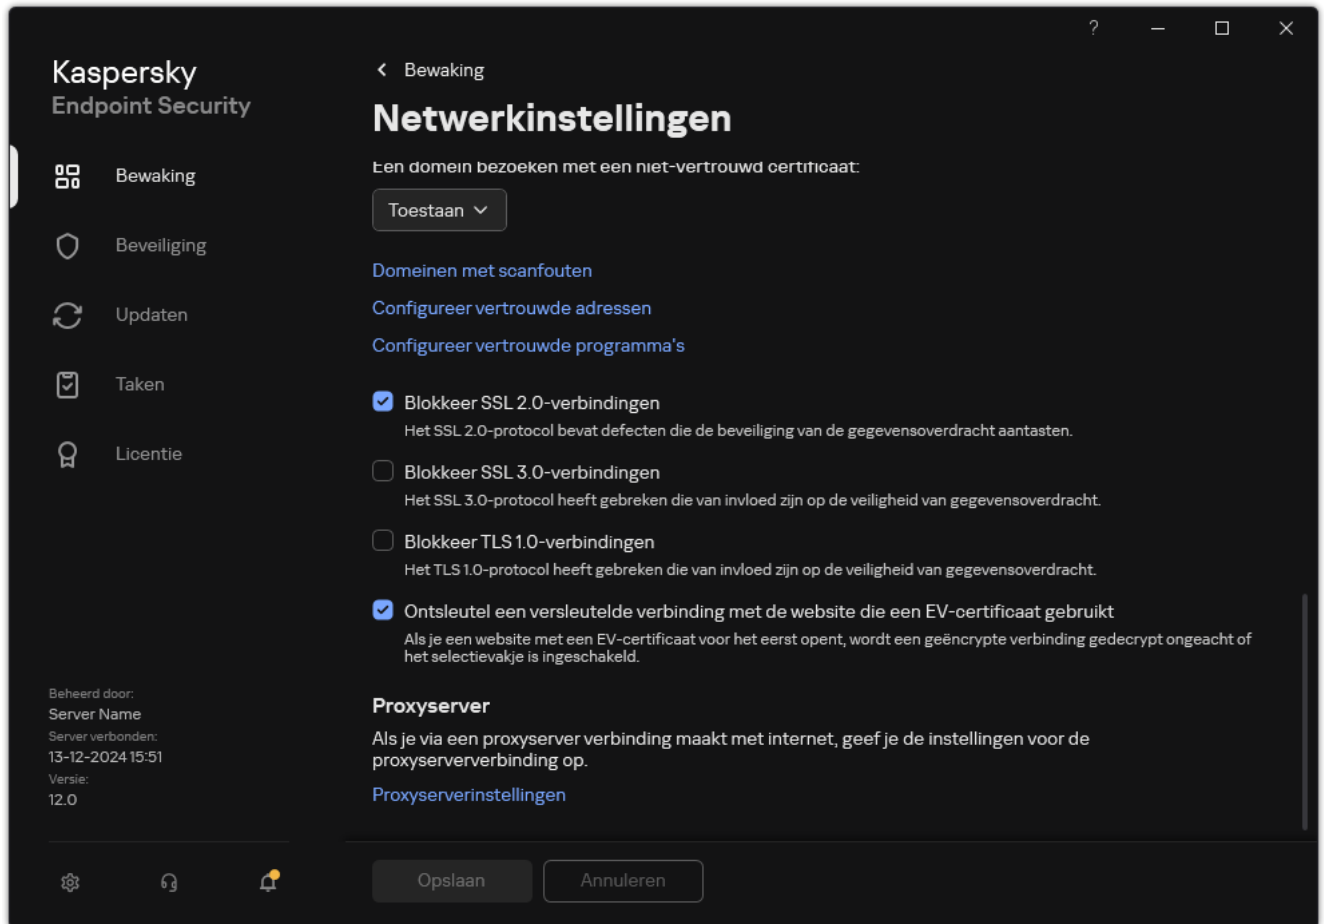 ?
Kaspersky
Endpoint Security
Bewaking
Beveiliging
Updaten
Taken
Licentie
Beheerd door:
Server Name
Server verbonden:
13-12-2024 15:51
Versie:
12.0
Bewaking
Netwerkinstellingen
Een domein bezoeken met een niet-vertrouwd certificaat:
Toestaan
Domeinen met scanfouten
Configureer vertrouwde adressen
Configureer vertrouwde programma's
Blokkeer SSL 2.0-verbindingen
Het SSL 2.0-protocol bevat defecten die de beveiliging van de gegevensoverdracht aantasten.
Blokkeer SSL 3.0-verbindingen
Het SSL 3.0-protocol heeft gebreken die van invloed zijn op de veiligheid van gegevensoverdracht.
Blokkeer TLS 1.0-verbindingen
Het TLS 1.0-protocol heeft gebreken die van invloed zijn op de veiligheid van gegevensoverdracht.
Ontsleutel een versleutelde verbinding met de website die een EV-certificaat gebruikt
Als je een website met een EV-certificaat voor het eerst opent, wordt een geëncrypte verbinding gedecrypt ongeacht of
het selectievakje is ingeschakeld.
Proxyserver
Als je via een proxyserver verbinding maakt met internet, geef je de instellingen voor de
proxyserververbinding op.
Proxyserverinstellingen
Opslaan
Annuleren